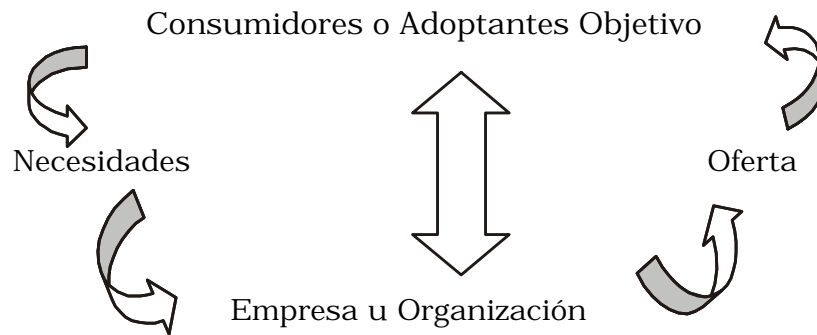 Consumidores o Adoptantes Objetivo
Necesidades
Oferta
Empresa u Organización